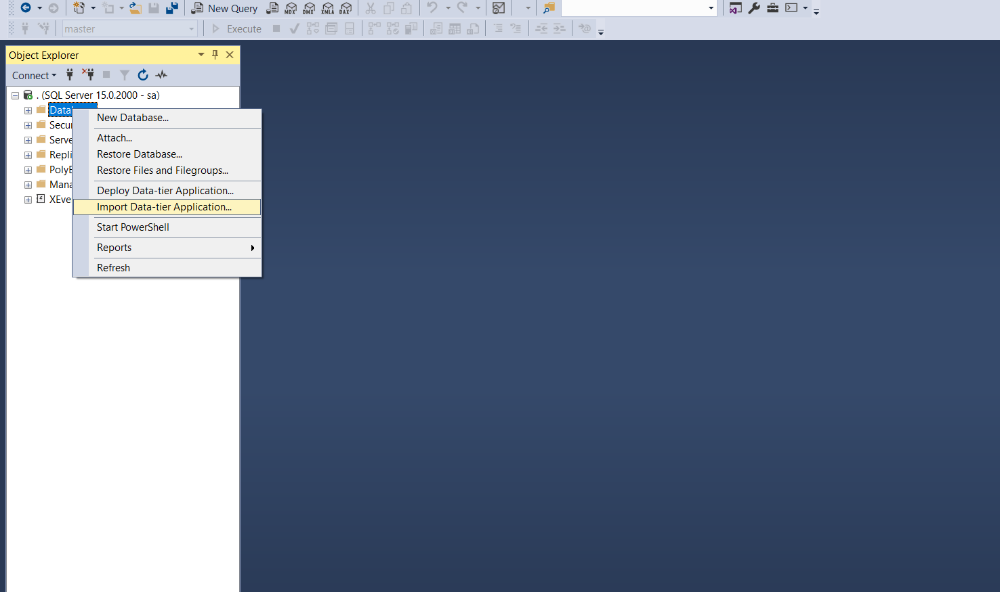 New Query MDX DMX XMLA DAX
master Execute
Object Explorer
Connect
. (SQL Server 15.0.2000 - sa)
Data
Secu
Serve
Repli
Poly
Mana
XEve
New Database...
Attach...
Restore Database...
Restore Files and Filegroups...
Deploy Data-tier Application...
Import Data-tier Application...
Start PowerShell
Reports
Refresh